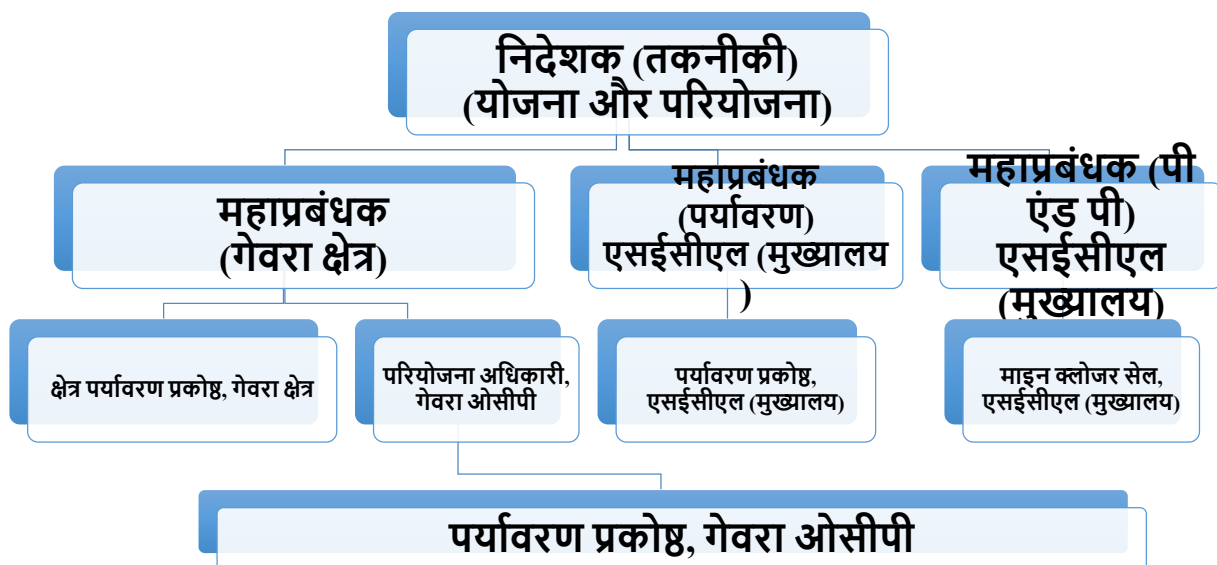 निदेशक (तकनीकी)
(योजना और परियोजना)
महाप्रबंधक
(गेवरा क्षेत्र)
महाप्रबंधक
(पर्यावरण)
एसईसीएल (मुख्यालय
)
महाप्रबंधक (पी
एंड पी)
एसईसीएल
(मुख्यालय)
क्षेत्र पर्यावरण प्रकोष्ठ, गेवरा क्षेत्र
परियोजना अधिकारी,
गेवरा ओसीपी
पर्यावरण प्रकोष्ठ,
एसईसीएल (मुख्यालय)
माइन क्लोजर सेल,
एसईसीएल (मुख्यालय)
पर्यावरण प्रकोष्ठ, गेवरा ओसीपी